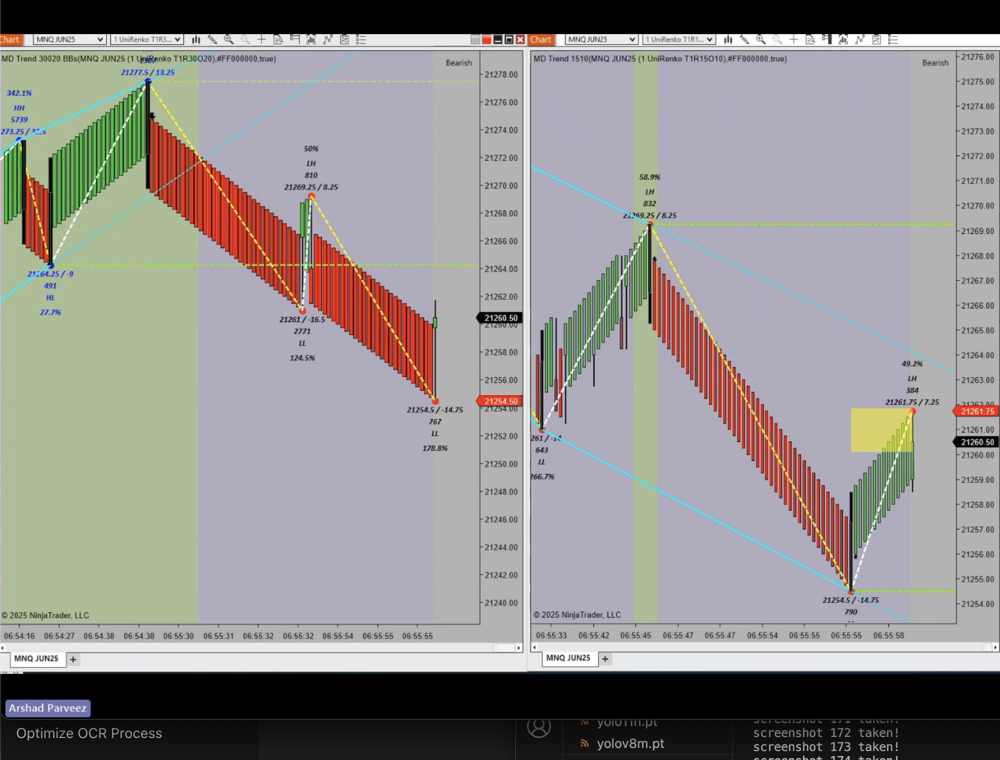 Chart
MNQ JUN25
1 UniRenko T1R3...
Chart
MNQ JUN25
1 UniRenko T1R1...
MD Trend 30020 BBs(MNQ JUN25 (1 UniRenko T1R30O20),#FF000000,true)
Bearish
21277.5 / 13.25
342.1%
HH
5739
50%
LH
810
21269.25 / 8.25
21264.25 / -9
491
HL
27.7%
21261 / -16.5
2771
LL
124.5%
21254.5 / -14.75
767
LL
178.8%
21278.00
21276.00
21274.00
21272.00
21270.00
21268.00
21266.00
21264.00
21262.00
21260.50
21260.00
21258.00
21256.00
21254.50
21254.00
21252.00
21250.00
21249.00
21248.00
21246.00
21244.00
21242.00
21240.00
© 2025 NinjaTrader, LLC
06:54:16 06:54:27 06:54:38 06:54:38 06:55:30 06:55:31 06:55:32 06:55:32 06:55:54 06:55:55 06:55:55
MNQ JUN25 +
MD Trend 1510(MNQ JUN25 (1 UniRenko T1R15O10),#FF000000,true)
Bearish
58.9%
LH
832
21269.25 / 8.25
49.2%
LH
384
21261.75 / 7.25
643
LL
21254.5 / -14.75
790
21276.00
21275.00
21274.00
21273.00
21272.00
21271.00
21270.00
21269.00
21268.00
21267.00
21266.00
21265.00
21264.00
21263.00
21261.75
21261.00
21260.50
21260.00
21259.00
21258.00
21257.00
21256.00
21255.00
21254.00
© 2025 NinjaTrader, LLC
06:55:33 06:55:42 06:55:45 06:55:47 06:55:47 06:55:54 06:55:55 06:55:55 06:55:58
MNQ JUN25 +
Arshad Parveez
Optimize OCR Process
yolo11n.pt
yolov8m.pt
screenshot 171 taken!
screenshot 172 taken!
screenshot 173 taken!
screenshot 174 taken!